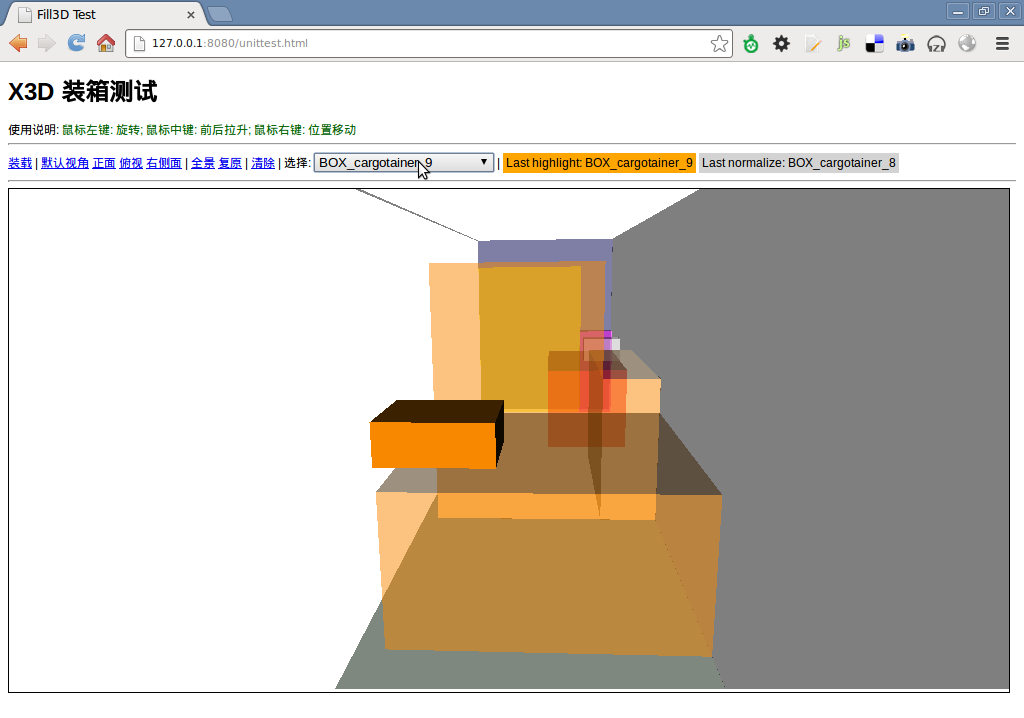 Fill3D Test
127.0.0.1:8080/unittest.html
X3D 装箱测试
使用说明: 鼠标左键: 旋转; 鼠标中键: 前后拉升; 鼠标右键: 位置移动
装载 | 默认视角 正面 俯视 右侧面 | 全景 复原 | 清除 | 选择: BOX_cargotainer_9 | Last highlight: BOX_cargotainer_9 Last normalize: BOX_cargotainer_8